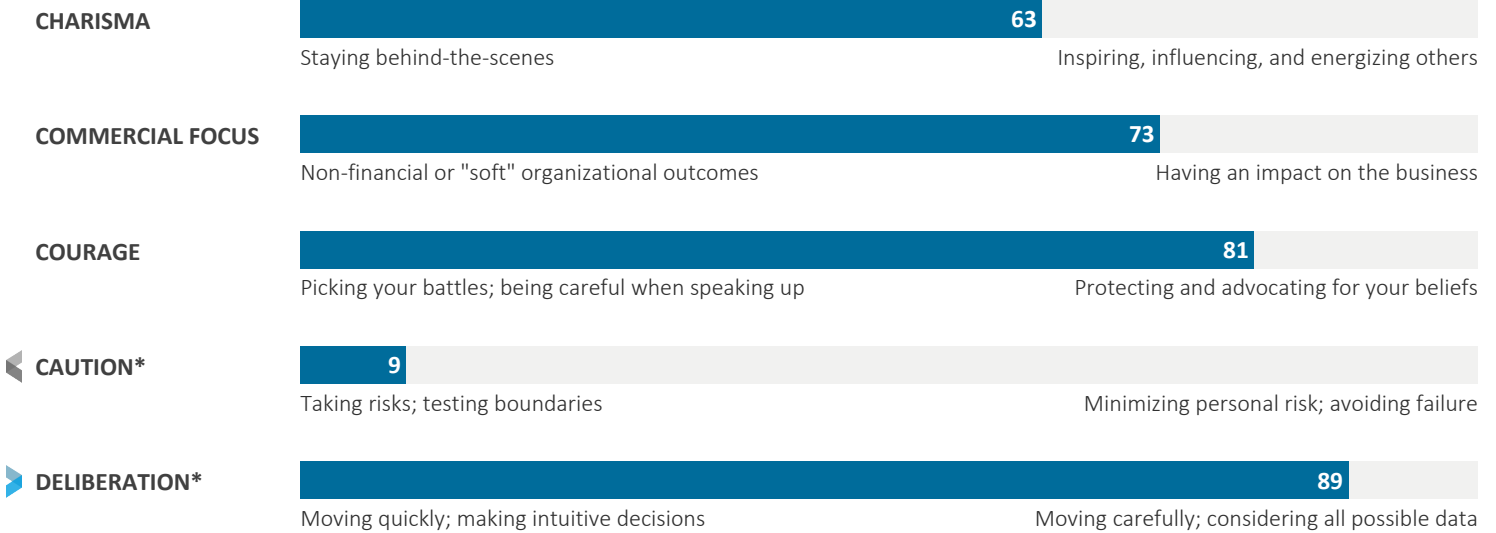 CHARISMA
63
Staying behind-the-scenes
Inspiring, influencing, and energizing others
COMMERCIAL FOCUS
73
Non-financial or "soft" organizational outcomes
Having an impact on the business
COURAGE
81
Picking your battles; being careful when speaking up
Protecting and advocating for your beliefs
CAUTION*
9
Taking risks; testing boundaries
Minimizing personal risk; avoiding failure
DELIBERATION*
89
Moving quickly; making intuitive decisions
Moving carefully; considering all possible data